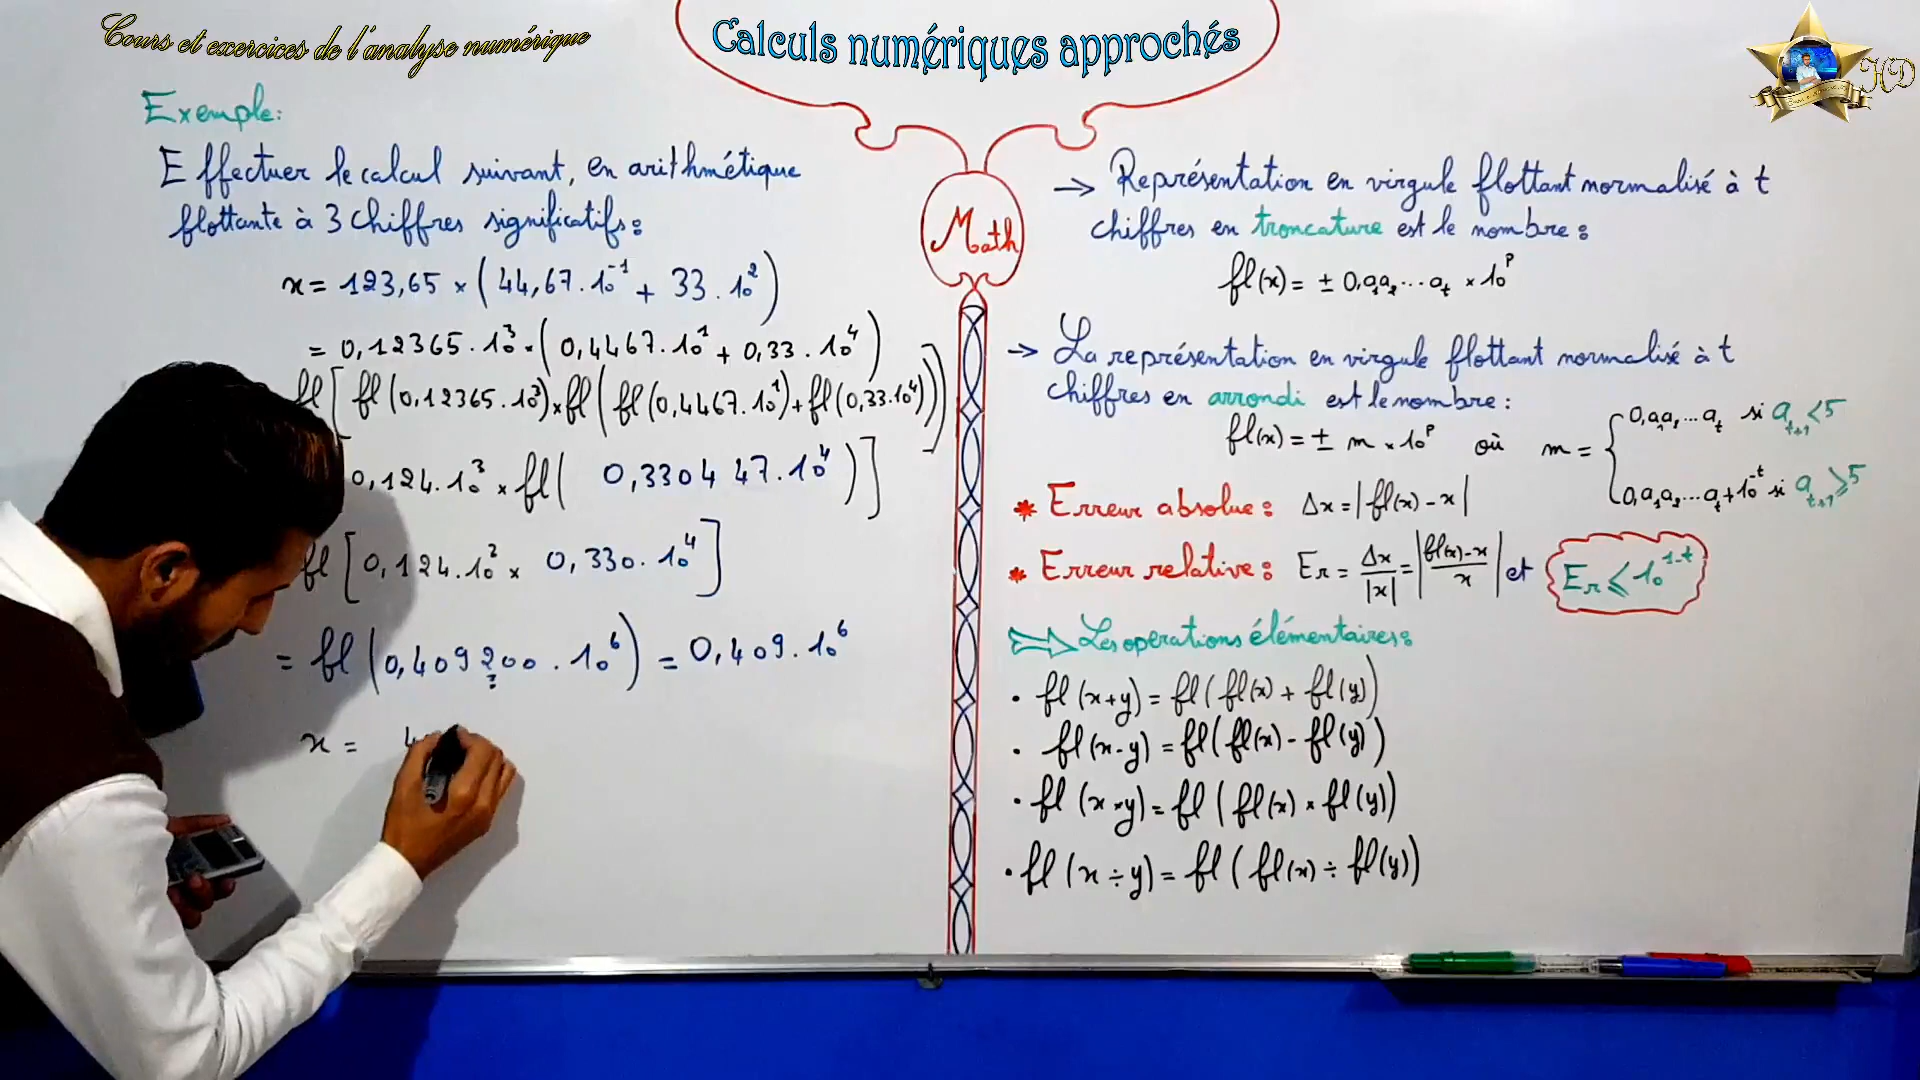 Cours et exercices de l'analyse numérique
Calculs numériques approchés
HD
Exemple:
Effectuer le calcul suivant, en arithmétique
flottante à 3 chiffres significatifs:
x = 123,65 × (44,67.10⁻¹ + 33.10²)
= 0,12365.10³.(0,4467.10¹ + 0,33.10⁴)
fl[fl(0,12365.10³)×fl(fl(0,4467.10¹)+fl(0,33.10⁴))]
0,124.10³ × fl( 0,330447.10⁴)]
fl[0,124.10² × 0,330.10⁴]
= fl(0,409200.10⁶) = 0,409.10⁶
x =
Math
→ Représentation en virgule flottant normalisé à t
chiffres en troncature est le nombre:
fl(x) = ± 0,a₁a₂...aₜ × 10ᵖ
→ La représentation en virgule flottant normalisé à t
chiffres en arrondi est le nombre:
fl(x) = ± m × 10ᵖ où m = { 0,a₁a₂...aₜ si aₜ₊₁<5
0,a₁a₂...aₜ+10⁻ᵗ si aₜ₊₁⩾5
* Erreur absolue: Δx = |fl(x) - x|
* Erreur relative: Er = Δx/|x| = |fl(x)-x/x| et Er ⩽ 10¹⁻ᵗ
⇒ Les operations élémentaires:
• fl(x+y) = fl(fl(x) + fl(y))
• fl(x-y) = fl(fl(x) - fl(y))
• fl(x×y) = fl(fl(x) × fl(y))
• fl(x÷y) = fl(fl(x) ÷ fl(y))